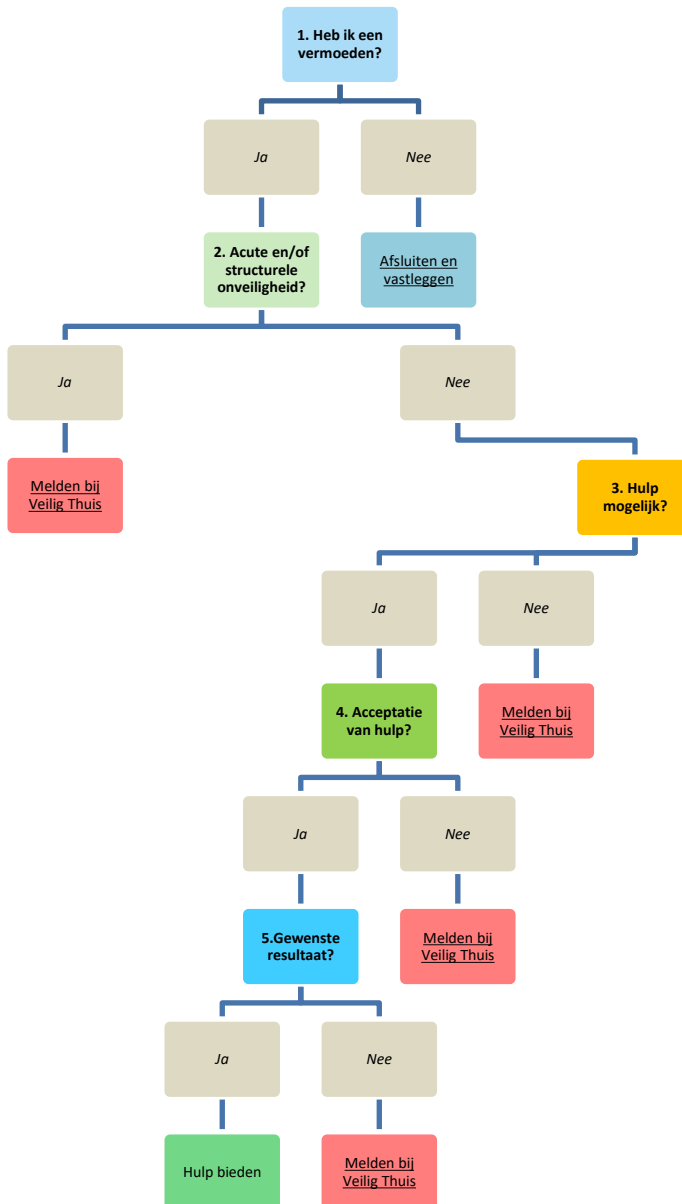 1. Heb ik een
vermoeden?
Ja
Nee
2. Acute en/of
structurele
onveiligheid?
Afsluiten en
vastleggen
Ja
Nee
Melden bij
Veilig Thuis
3. Hulp
mogelijk?
Ja
Nee
4. Acceptatie
van hulp?
Melden bij
Veilig Thuis
Ja
Nee
5.Gewenste
resultaat?
Melden bij
Veilig Thuis
Ja
Nee
Hulp bieden
Melden bij
Veilig Thuis